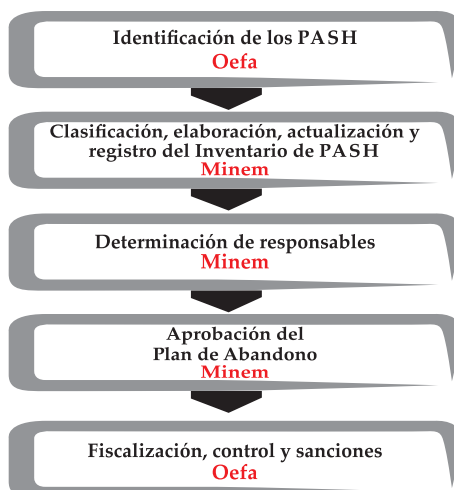 Identificación de los PASH
Oefa
Clasificación, elaboración, actualización y
registro del Inventario de PASH
Minem
Determinación de responsables
Minem
Aprobación del
Plan de Abandono
Minem
Fiscalización, control y sanciones
Oefa